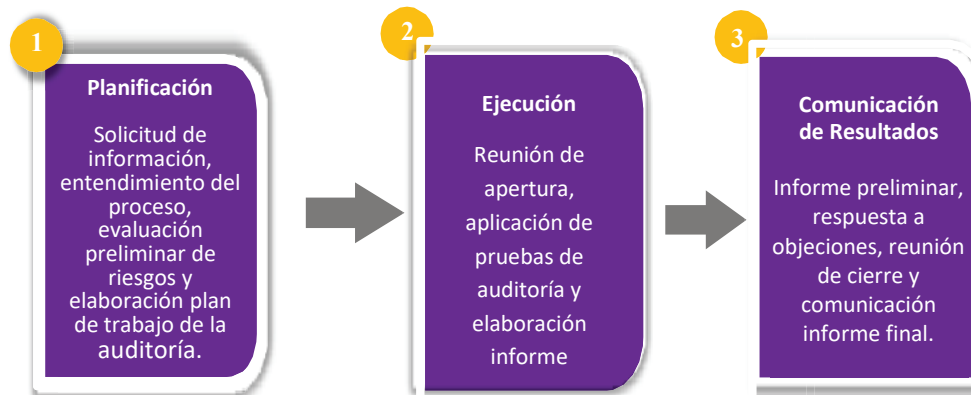 1
Planificación
Solicitud de
información,
entendimiento del
proceso,
evaluación
preliminar de
riesgos y
elaboración plan
de trabajo de la
auditoría.
2
Ejecución
Reunión de
apertura,
aplicación de
pruebas de
auditoría y
elaboración
informe
3
Comunicación
de Resultados
Informe preliminar,
respuesta a
objeciones, reunión
de cierre y
comunicación
informe final.